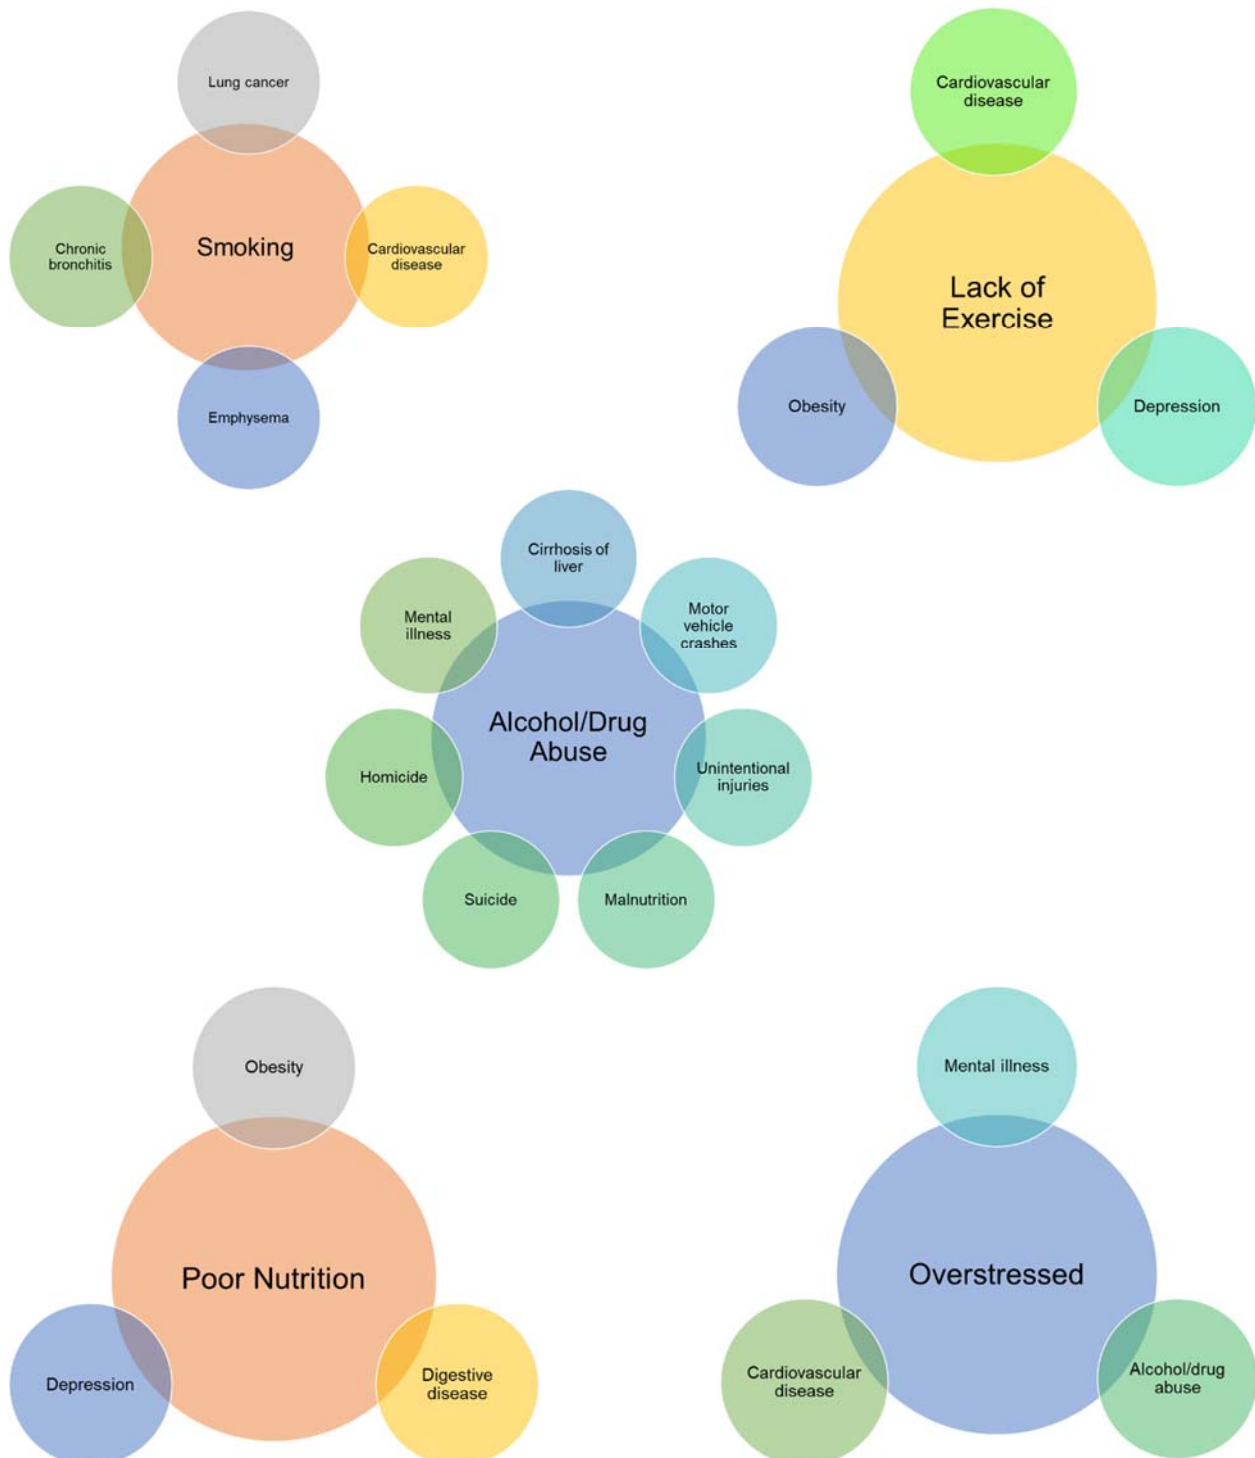 Lung cancer
Chronic
bronchitis
Smoking
Cardiovascular
disease
Emphysema
Cardiovascular
disease
Lack of
Exercise
Obesity
Depression
Cirrhosis of
liver
Mental
illness
Motor
vehicle
crashes
Alcohol/Drug
Abuse
Homicide
Unintentional
injuries
Suicide
Malnutrition
Obesity
Poor Nutrition
Depression
Digestive
disease
Mental illness
Overstressed
Cardiovascular
disease
Alcohol/drug
abuse